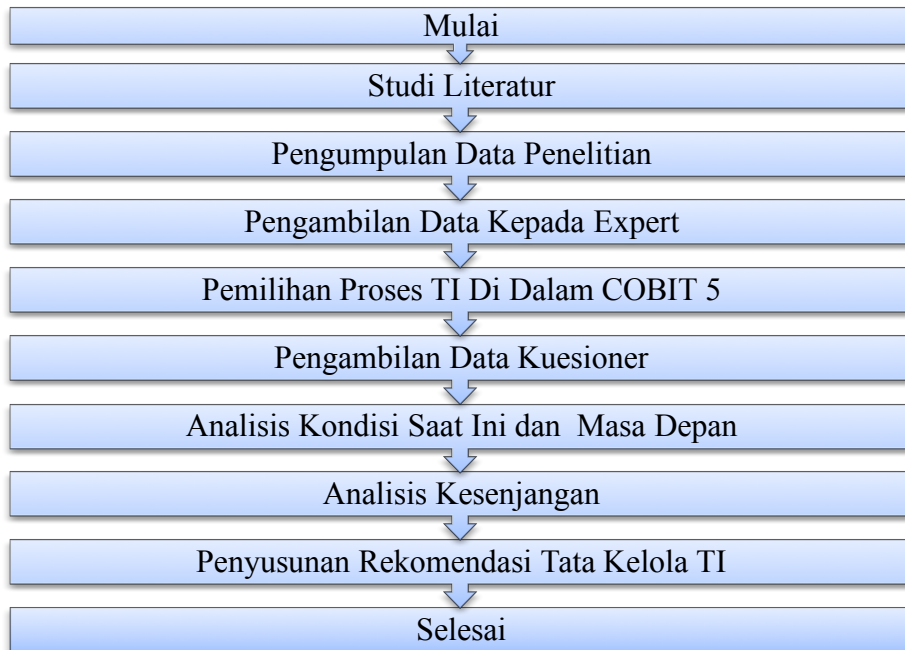 Mulai
Studi Literatur
Pengumpulan Data Penelitian
Pengambilan Data Kepada Expert
Pemilihan Proses TI Di Dalam COBIT 5
Pengambilan Data Kuesioner
Analisis Kondisi Saat Ini dan  Masa Depan
Analisis Kesenjangan
Penyusunan Rekomendasi Tata Kelola TI
Selesai